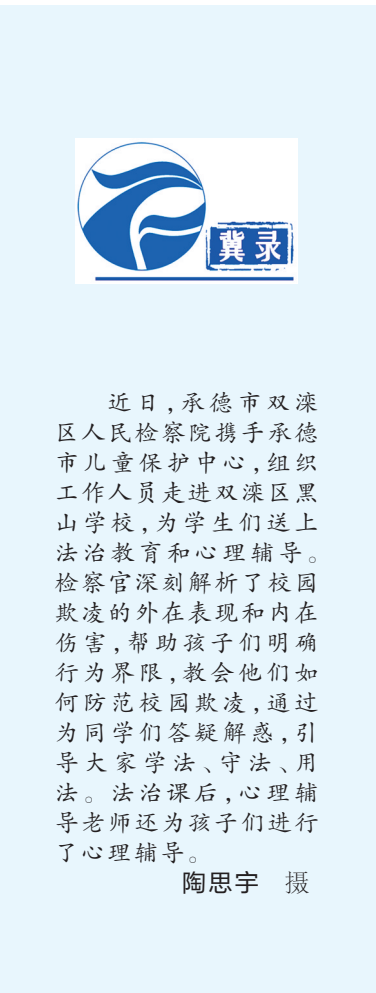 冀录
近日,承德市双滦
区人民检察院携手承德
市儿童保护中心,组织
工作人员走进双滦区黑
山学校,为学生们送上
法治教育和心理辅导。
检察官深刻解析了校园
欺凌的外在表现和内在
伤害,帮助孩子们明确
行为界限,教会他们如
何防范校园欺凌,通过
为同学们答疑解惑,引
导大家学法、守法、用
法。法治课后,心理辅
导老师还为孩子们进行
了心理辅导。
陶思宇 摄